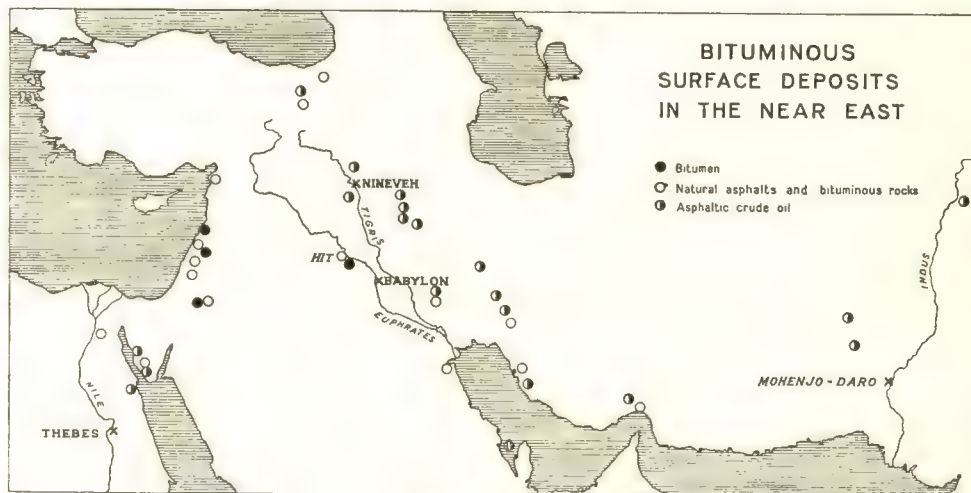 BITUMINOUS
SURFACE DEPOSITS
IN THE NEAR EAST
Bitumen
Natural asphalts and bituminous rocks
Asphaltic crude oil
NINEVEH
TIGRIS
HIT
BABYLON
EUPHRATES
INDUS
MOHENJO-DARO
NILE
THEBES